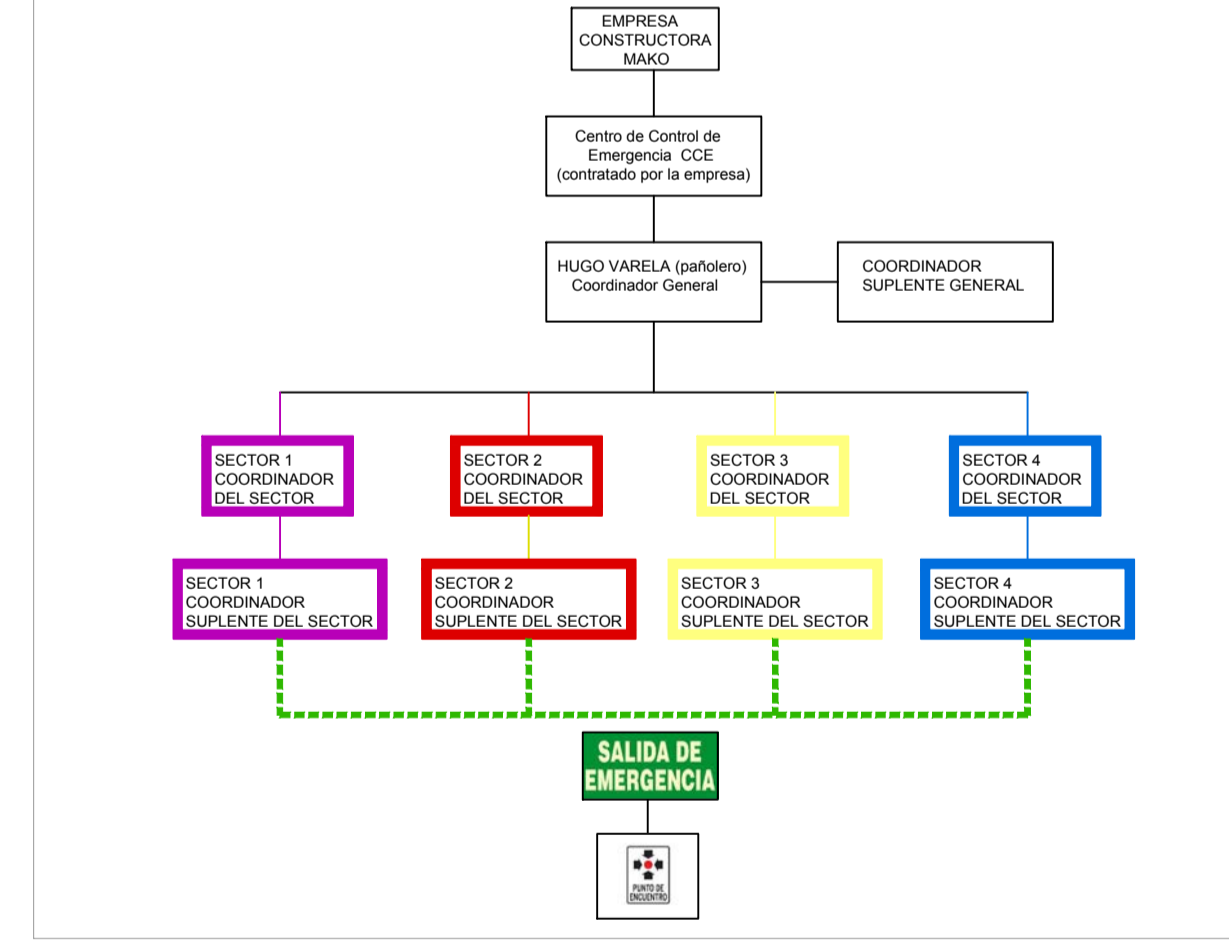 EMPRESA
CONSTRUCTORA
MAKO
Centro de Control de
Emergencia CCE
(contratado por la empresa)
HUGO VARELA (pañolero)
Coordinador General
COORDINADOR
SUPLENTE GENERAL
SECTOR 1
COORDINADOR
DEL SECTOR
SECTOR 2
COORDINADOR
DEL SECTOR
SECTOR 3
COORDINADOR
DEL SECTOR
SECTOR 4
COORDINADOR
DEL SECTOR
SECTOR 1
COORDINADOR
SUPLENTE DEL SECTOR
SECTOR 2
COORDINADOR
SUPLENTE DEL SECTOR
SECTOR 3
COORDINADOR
SUPLENTE DEL SECTOR
SECTOR 4
COORDINADOR
SUPLENTE DEL SECTOR
SALIDA DE
EMERGENCIA
PUNTO DE
ENCUENTRO